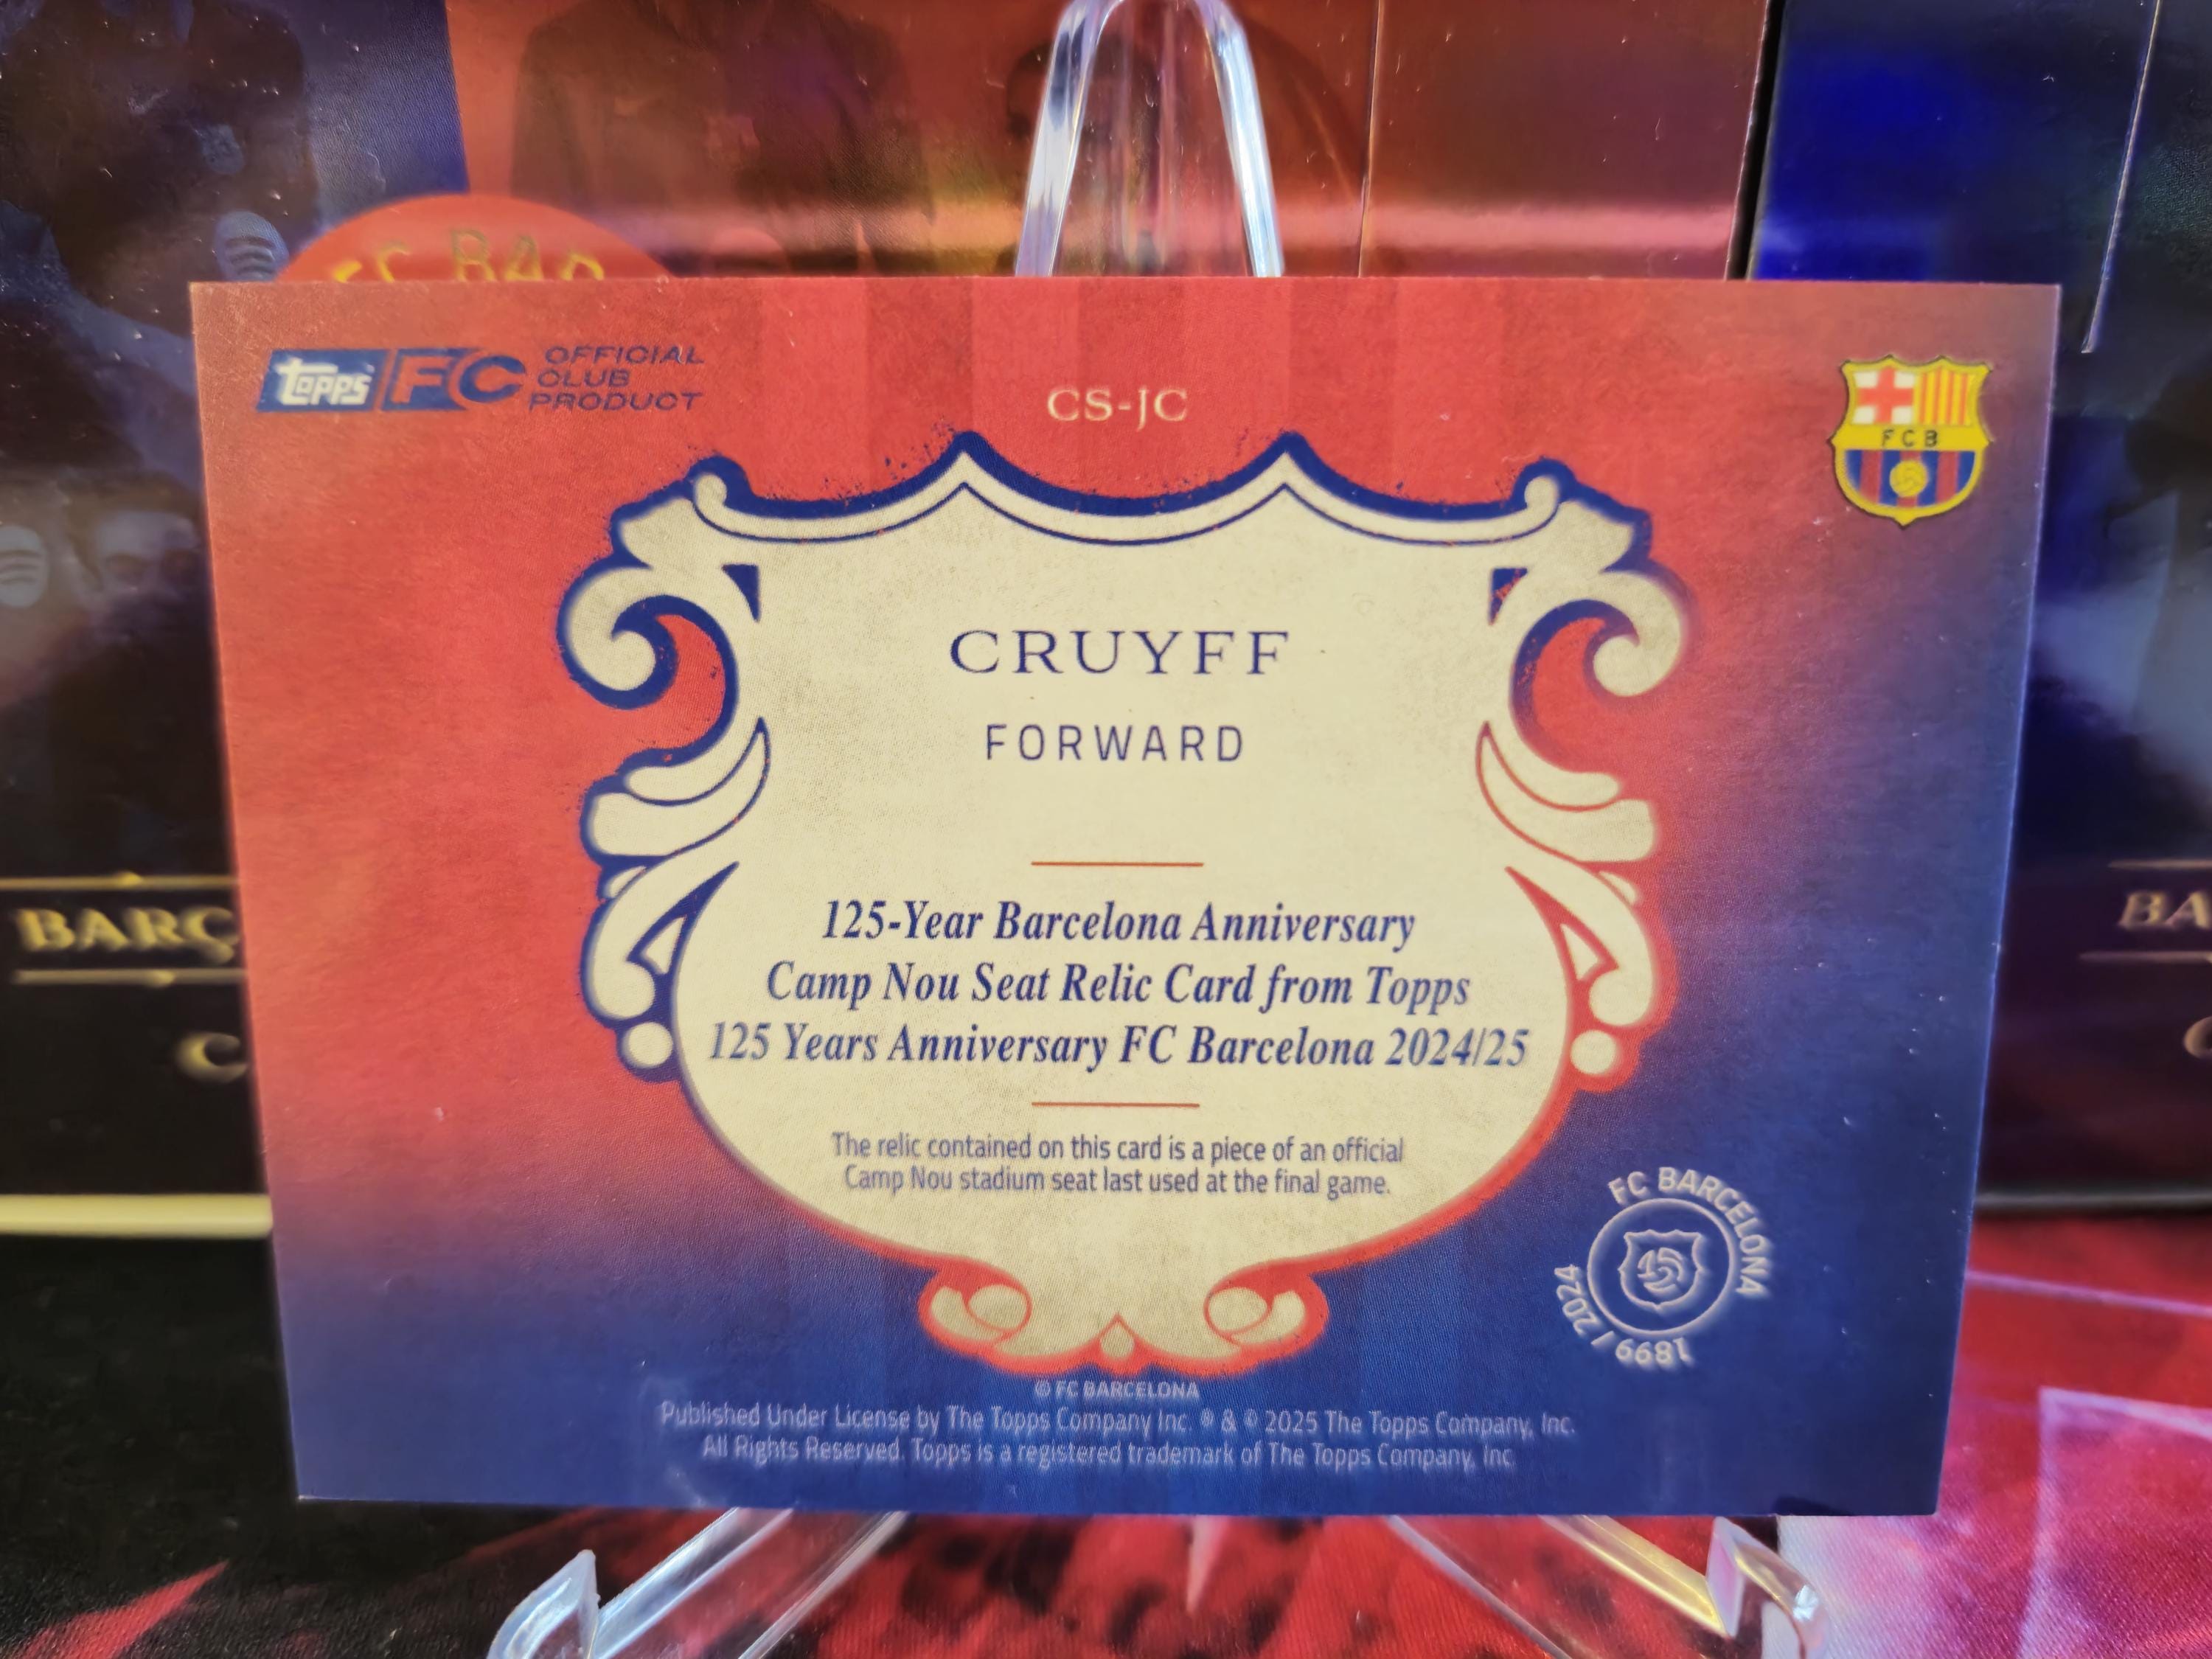 FC BAR
topps FC OFFICIAL
CLUB
PRODUCT
CS-JC
FCB
CRUYFF
FORWARD
125-Year Barcelona Anniversary
Camp Nou Seat Relic Card from Topps
125 Years Anniversary FC Barcelona 2024/25
The relic contained on this card is a piece of an official
Camp Nou stadium seat last used at the final game.
FC BARCELONA
1899 / 2024
© FC BARCELONA
Published Under License by The Topps Company Inc. ® & © 2025 The Topps Company, Inc.
All Rights Reserved. Topps is a registered trademark of The Topps Company, Inc.
BARÇ
C
BA